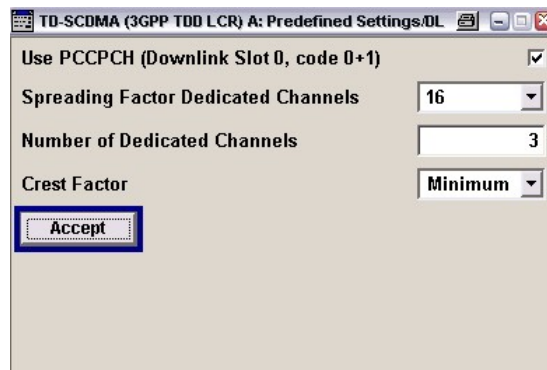 TD-SCDMA (3GPP TDD LCR) A: Predefined Settings/DL
Use PCCPCH (Downlink Slot 0, code 0+1)
Spreading Factor Dedicated Channels 16
Number of Dedicated Channels 3
Crest Factor Minimum
Accept